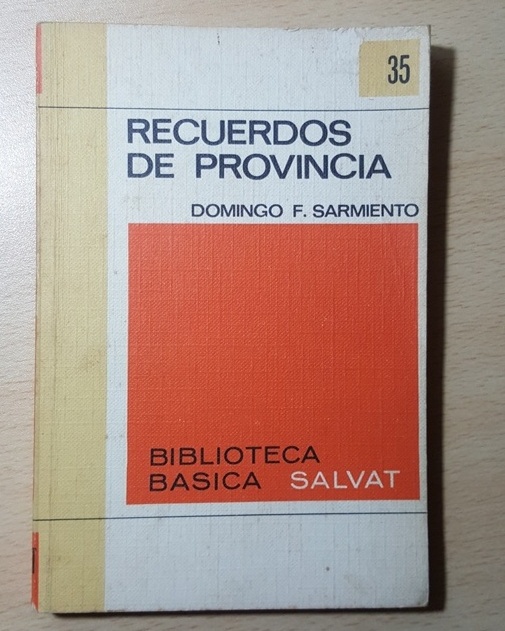 35
RECUERDOS
DE PROVINCIA
DOMINGO F. SARMIENTO
BIBLIOTECA
BASICA SALVAT